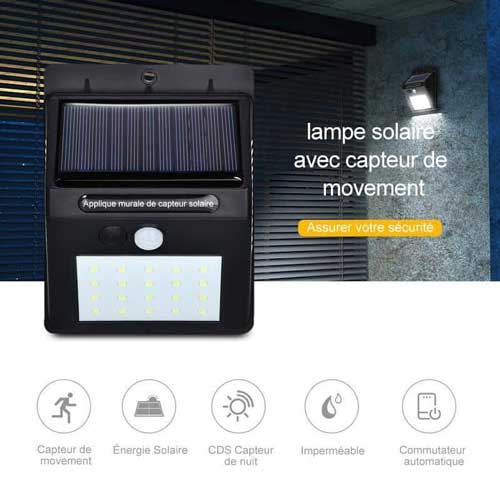 lampe solaire
avec capteur de
movement
Assurer votre sécurité
Applique murale de capteur solaire
Capteur de
movement
Énergie Solaire
CDS Capteur
de nuit
Imperméable
Commutateur
automatique